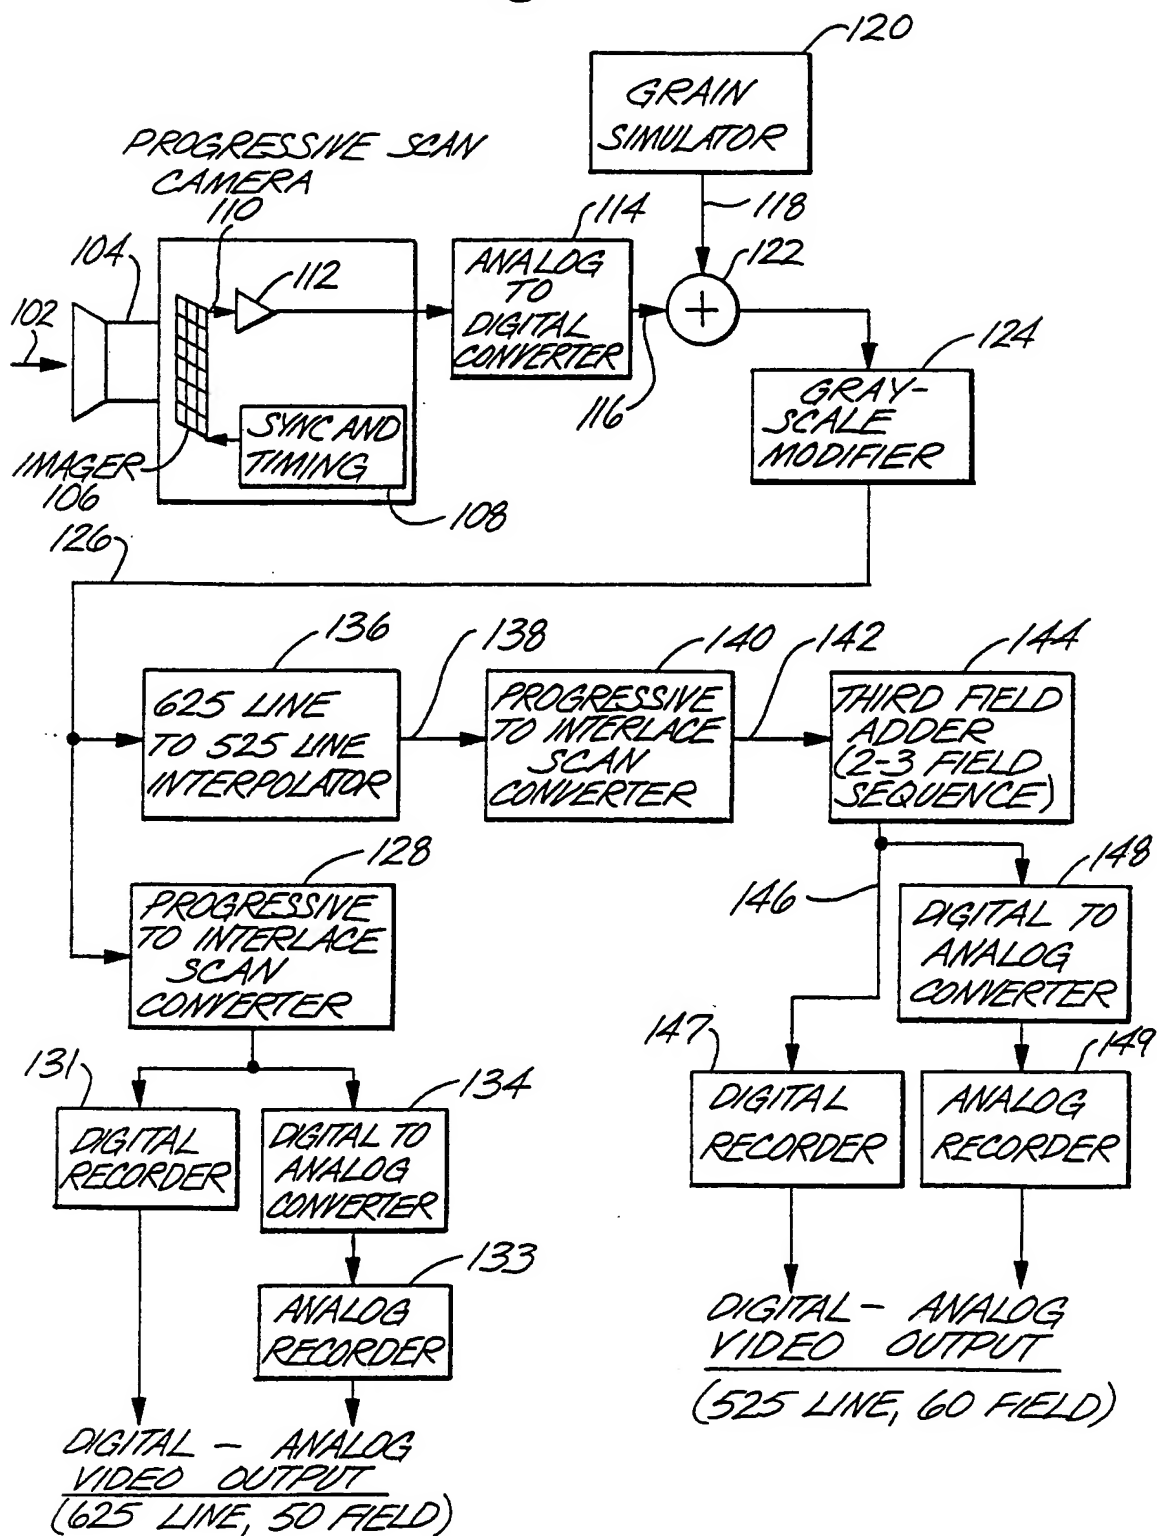 120
GRAIN
SIMULATOR
PROGRESSIVE SCAN
CAMERA
110
118
114
104
112
ANALOG
TO
DIGITAL
CONVERTER
122
+
102
124
116
GRAY-
SCALE
MODIFIER
SYNC AND
TIMING
IMAGER
106
108
126
136
138
140
142
144
625 LINE
TO 525 LINE
INTERPOLATOR
PROGRESSIVE
TO INTERLACE
SCAN
CONVERTER
THIRD FIELD
ADDER
(2-3 FIELD
SEQUENCE)
128
148
146
PROGRESSIVE
TO INTERLACE
SCAN
CONVERTER
DIGITAL TO
ANALOG
CONVERTER
147
149
131
134
DIGITAL
RECORDER
ANALOG
RECORDER
DIGITAL
RECORDER
DIGITAL TO
ANALOG
CONVERTER
133
ANALOG
RECORDER
DIGITAL - ANALOG
VIDEO OUTPUT
(525 LINE, 60 FIELD)
DIGITAL - ANALOG
VIDEO OUTPUT
(625 LINE, 50 FIELD)